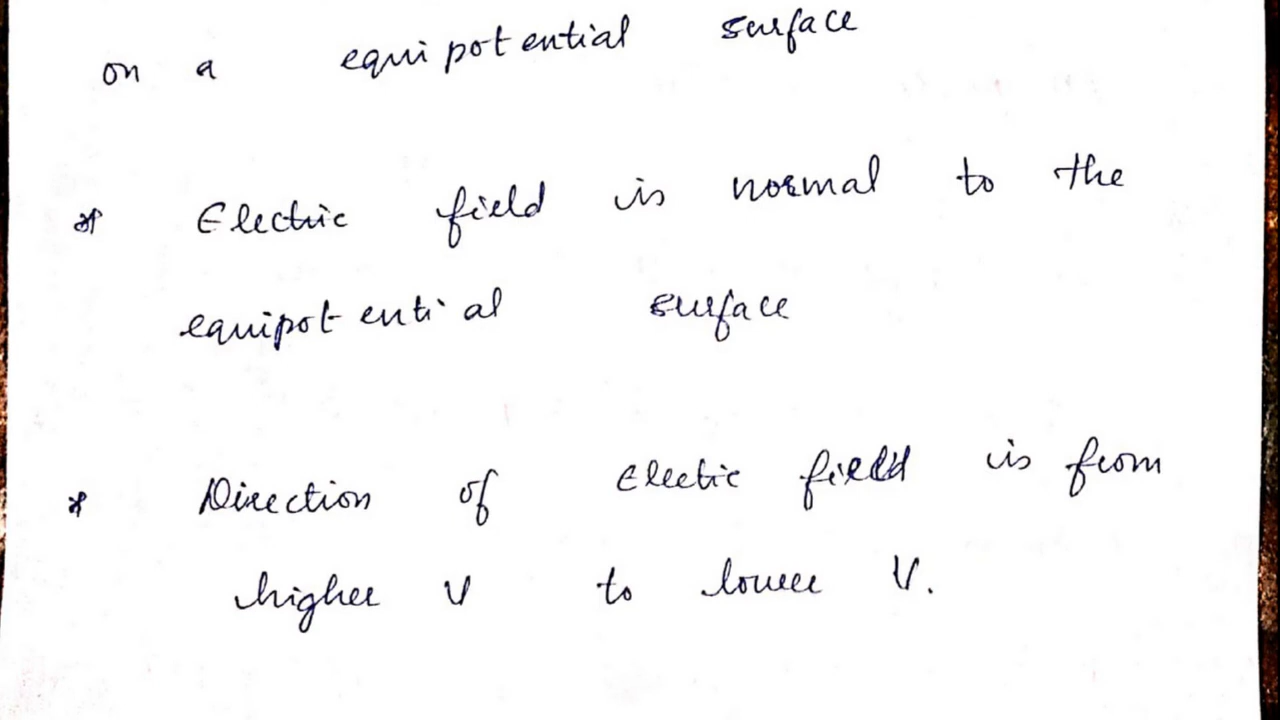 on a equipotential surface
* Electric field is normal to the
equipotential surface
* Direction of Electic field is from
higher V to lower V.